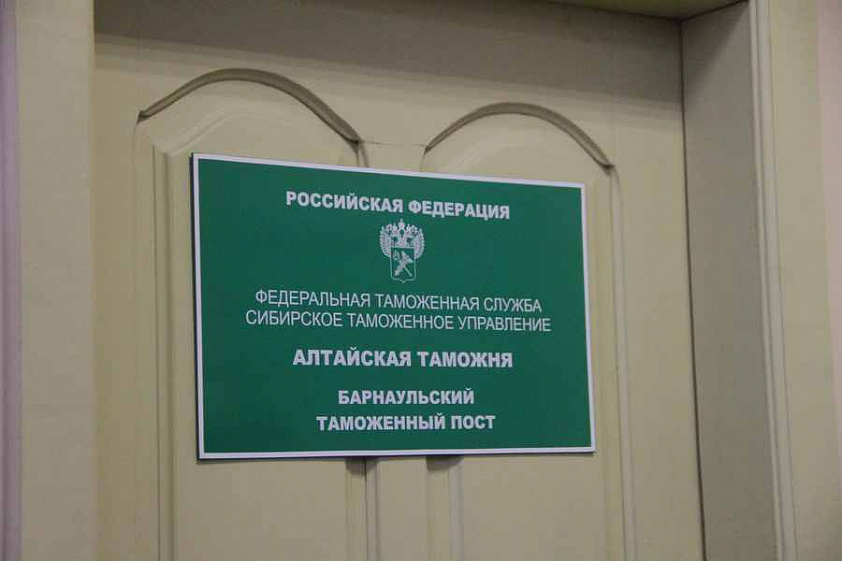 РОССИЙСКАЯ ФЕДЕРАЦИЯ
ФЕДЕРАЛЬНАЯ ТАМОЖЕННАЯ СЛУЖБА
СИБИРСКОЕ ТАМОЖЕННОЕ УПРАВЛЕНИЕ
АЛТАЙСКАЯ ТАМОЖНЯ
БАРНАУЛЬСКИЙ
ТАМОЖЕННЫЙ ПОСТ